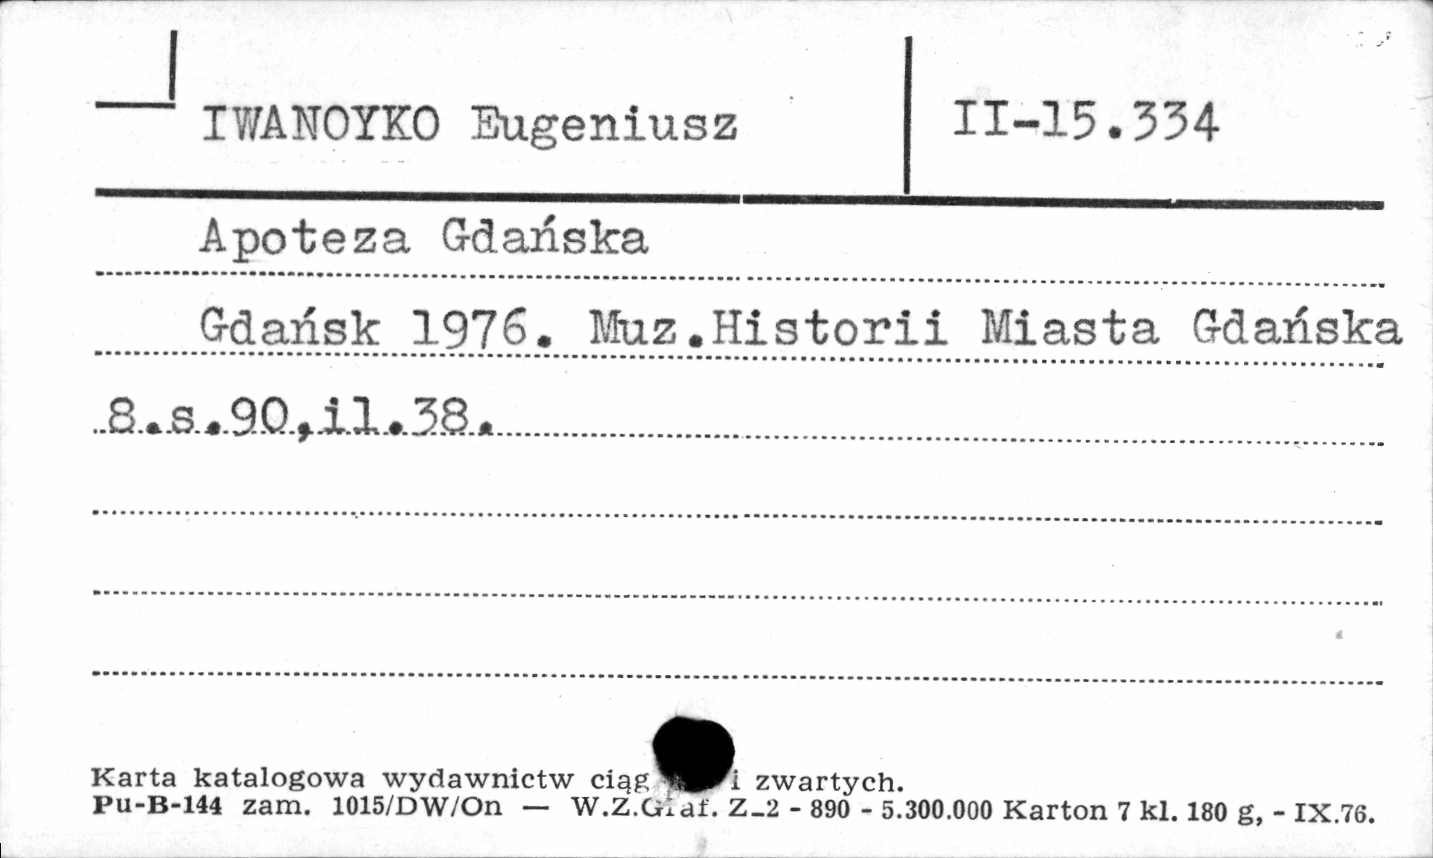 IWANOYKO Eugeniusz
II-15.334
Apoteza Gdańska
Gdańsk 1976. Muz.Historii Miasta Gdańska
8.s.90,il.38.
Karta katalogowa wydawnictw ciąg i zwartych.
Pu-B-144 zam. 1015/DW/On — W.Z.Graf. Z-2 - 890 - 5.300.000 Karton 7 kl. 180 g, - IX.76.